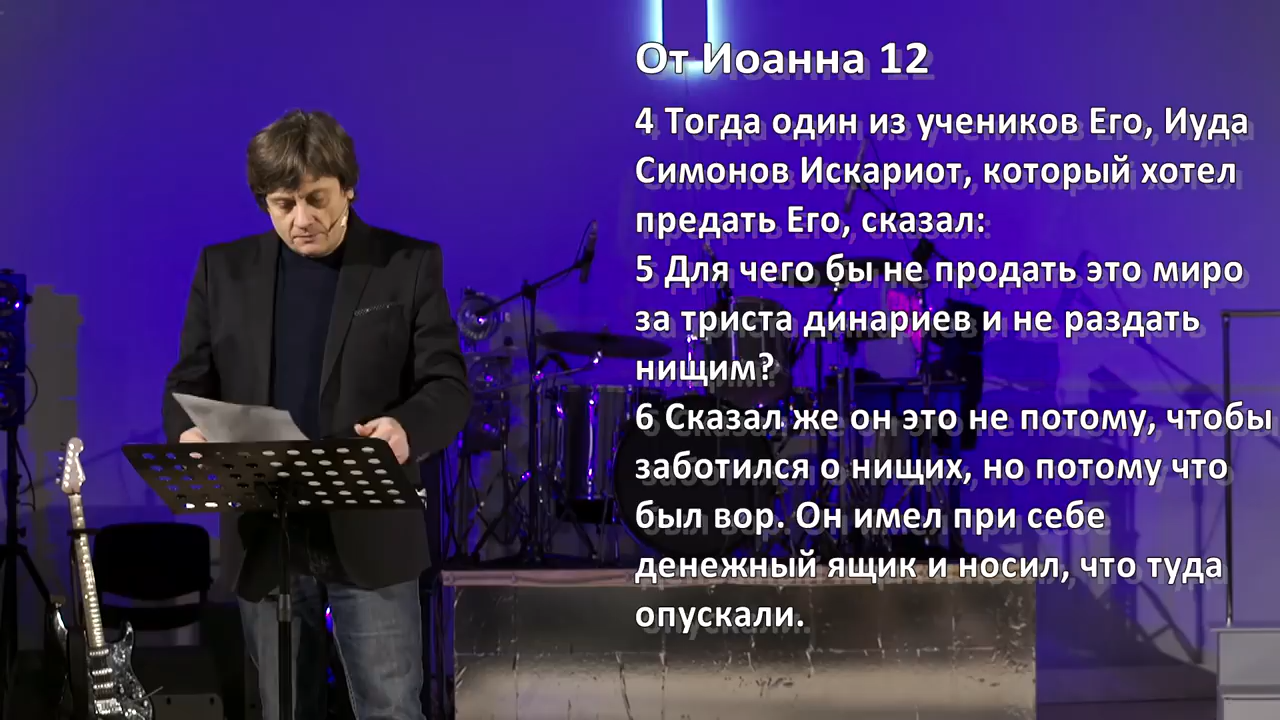 От Иоанна 12
4 Тогда один из учеников Его, Иуда
Симонов Искариот, который хотел
предать Его, сказал:
5 Для чего бы не продать это миро
за триста динариев и не раздать
нищим?
6 Сказал же он это не потому, чтобы
заботился о нищих, но потому что
был вор. Он имел при себе
денежный ящик и носил, что туда
опускали.